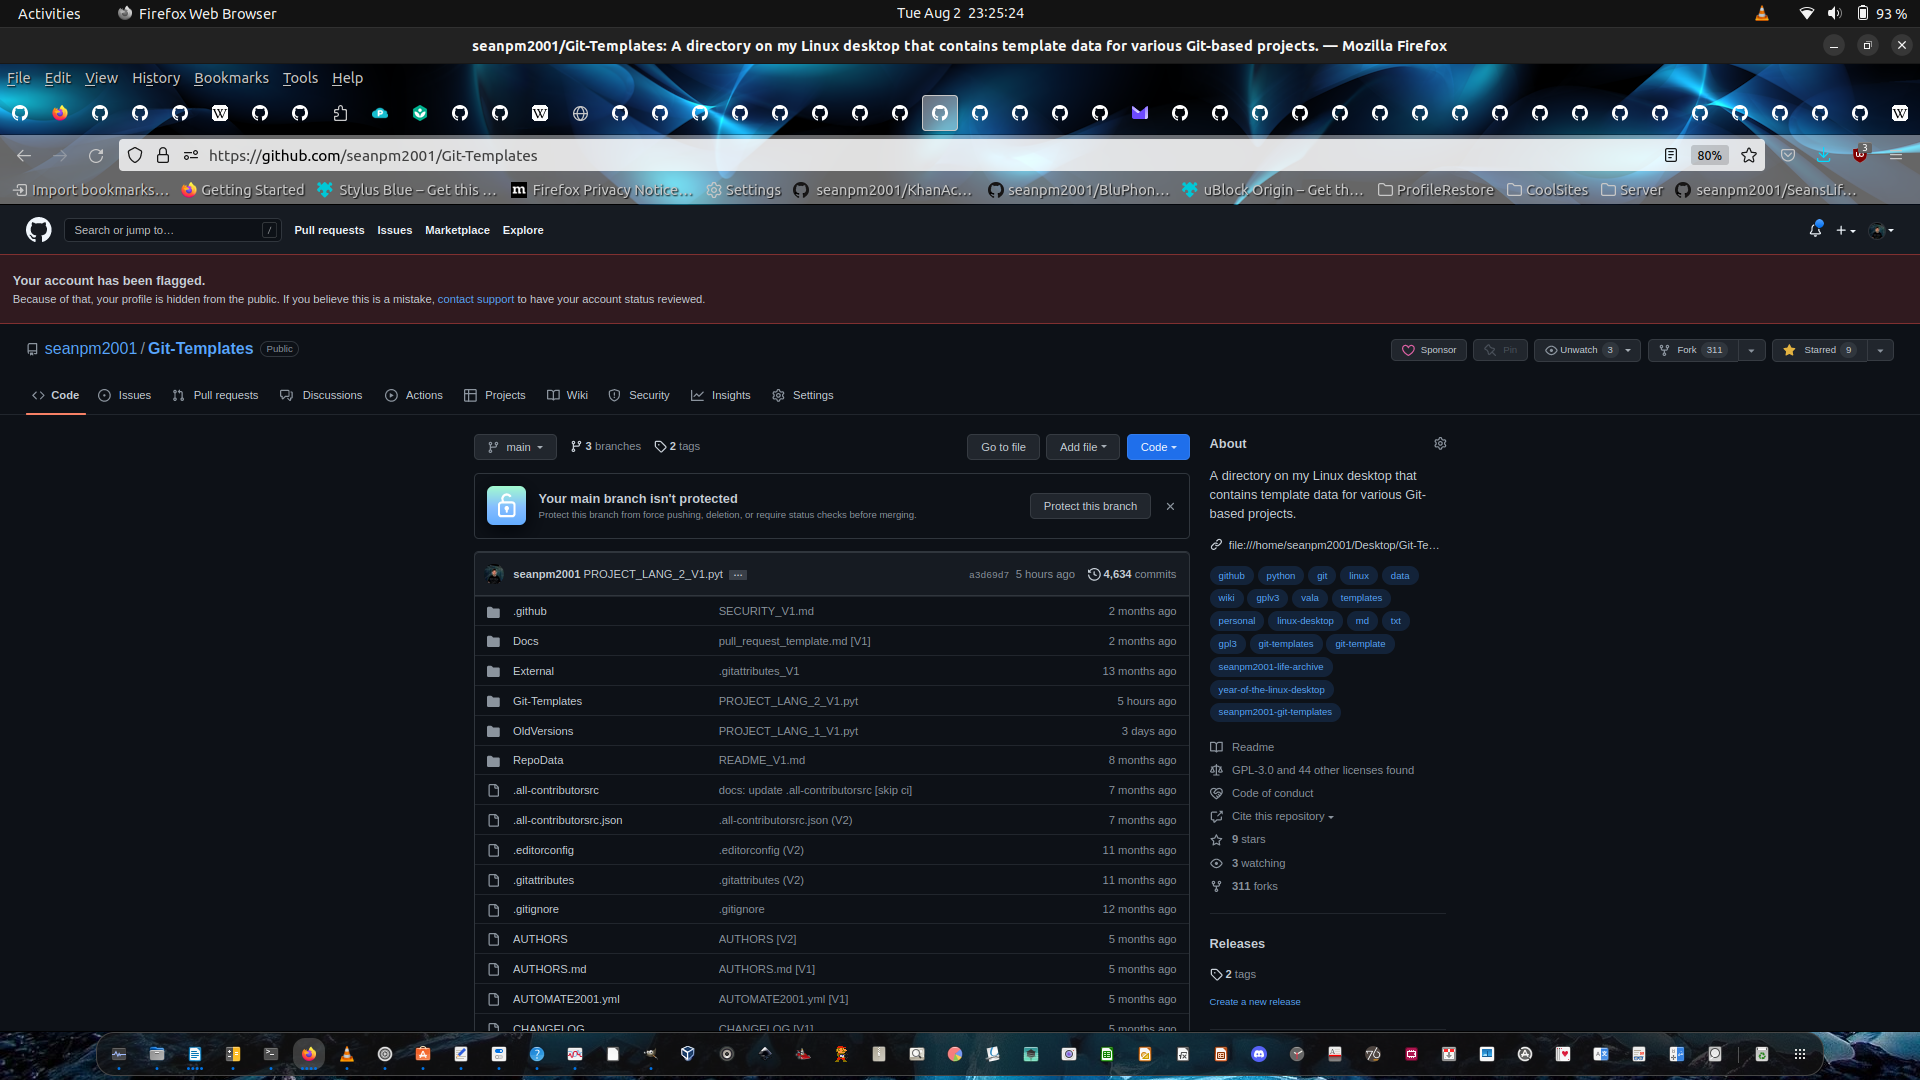 Activities
Firefox Web Browser
Tue Aug 2 23:25:24
93 %
seanpm2001/Git-Templates: A directory on my Linux desktop that contains template data for various Git-based projects. — Mozilla Firefox
File Edit View History Bookmarks Tools Help
https://github.com/seanpm2001/Git-Templates
80%
3
Import bookmarks… Getting Started Stylus Blue – Get this … Firefox Privacy Notice… Settings seanpm2001/KhanAc… seanpm2001/BluPhon… uBlock Origin – Get th… ProfileRestore CoolSites Server seanpm2001/SeansLif…
Search or jump to… /
Pull requests Issues Marketplace Explore
Your account has been flagged.
Because of that, your profile is hidden from the public. If you believe this is a mistake, contact support to have your account status reviewed.
seanpm2001 / Git-Templates Public
Sponsor Pin Unwatch 3 Fork 311 Starred 9
Code Issues Pull requests Discussions Actions Projects Wiki Security Insights Settings
main 3 branches 2 tags
Go to file Add file Code
Your main branch isn't protected
Protect this branch from force pushing, deletion, or require status checks before merging.
Protect this branch
seanpm2001 PROJECT_LANG_2_V1.pyt … a3d69d7 5 hours ago 4,634 commits
.github SECURITY_V1.md 2 months ago
Docs pull_request_template.md [V1] 2 months ago
External .gitattributes_V1 13 months ago
Git-Templates PROJECT_LANG_2_V1.pyt 5 hours ago
OldVersions PROJECT_LANG_1_V1.pyt 3 days ago
RepoData README_V1.md 8 months ago
.all-contributorsrc docs: update .all-contributorsrc [skip ci] 7 months ago
.all-contributorsrc.json .all-contributorsrc.json (V2) 7 months ago
.editorconfig .editorconfig (V2) 11 months ago
.gitattributes .gitattributes (V2) 11 months ago
.gitignore .gitignore 12 months ago
AUTHORS AUTHORS [V2] 5 months ago
AUTHORS.md AUTHORS.md [V1] 5 months ago
AUTOMATE2001.yml AUTOMATE2001.yml [V1] 5 months ago
CHANGELOG CHANGELOG [V1] 5 months ago
About
A directory on my Linux desktop that
contains template data for various Git-
based projects.
file:///home/seanpm2001/Desktop/Git-Te…
github python git linux data
wiki gplv3 vala templates
personal linux-desktop md txt
gpl3 git-templates git-template
seanpm2001-life-archive
year-of-the-linux-desktop
seanpm2001-git-templates
Readme
GPL-3.0 and 44 other licenses found
Code of conduct
Cite this repository
9 stars
3 watching
311 forks
Releases
2 tags
Create a new release